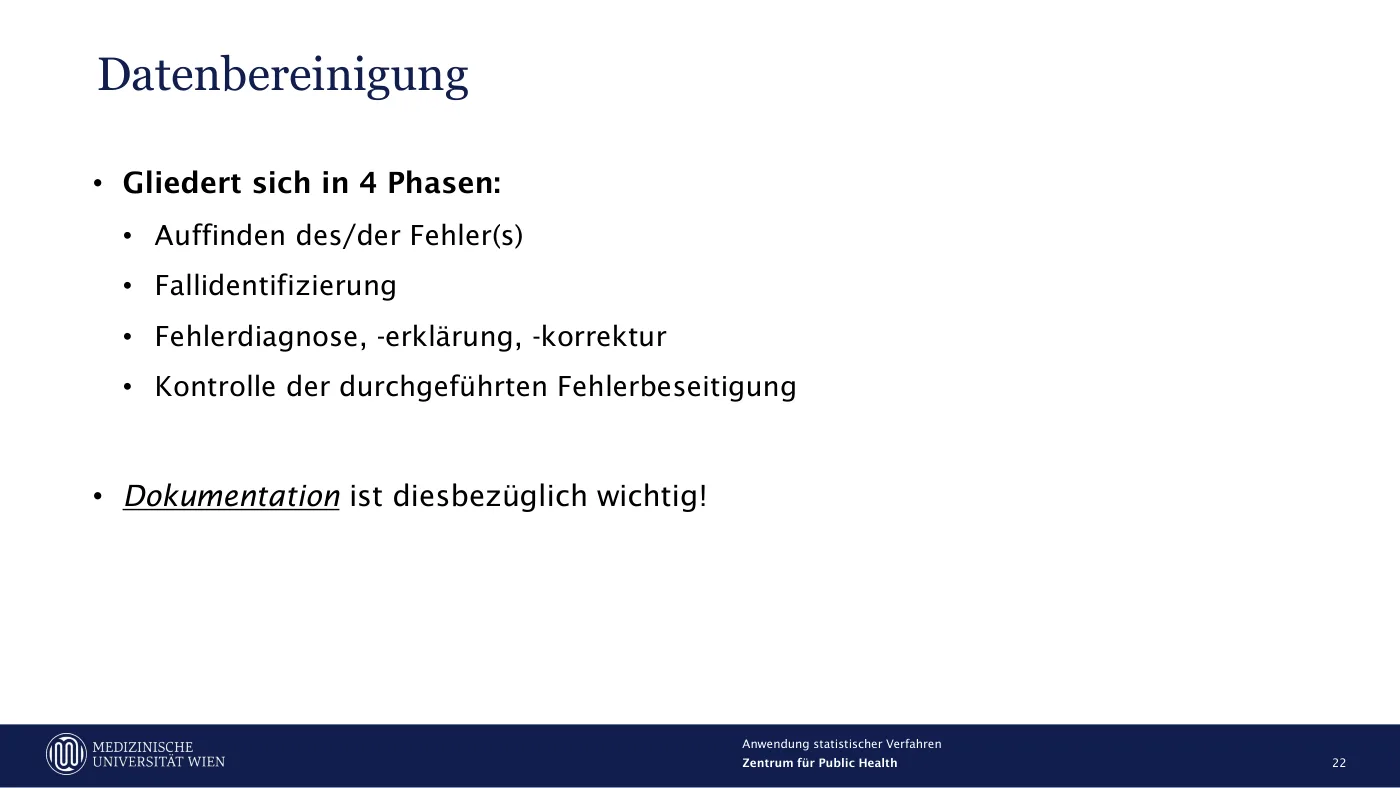 Datenbereinigung
• Gliedert sich in 4 Phasen:
• Auffinden des/der Fehler(s)
• Fallidentifizierung
• Fehlerdiagnose, -erklärung, -korrektur
• Kontrolle der durchgeführten Fehlerbeseitigung
• Dokumentation ist diesbezüglich wichtig!
MEDIZINISCHE
UNIVERSITÄT WIEN
Anwendung statistischer Verfahren
Zentrum für Public Health
22